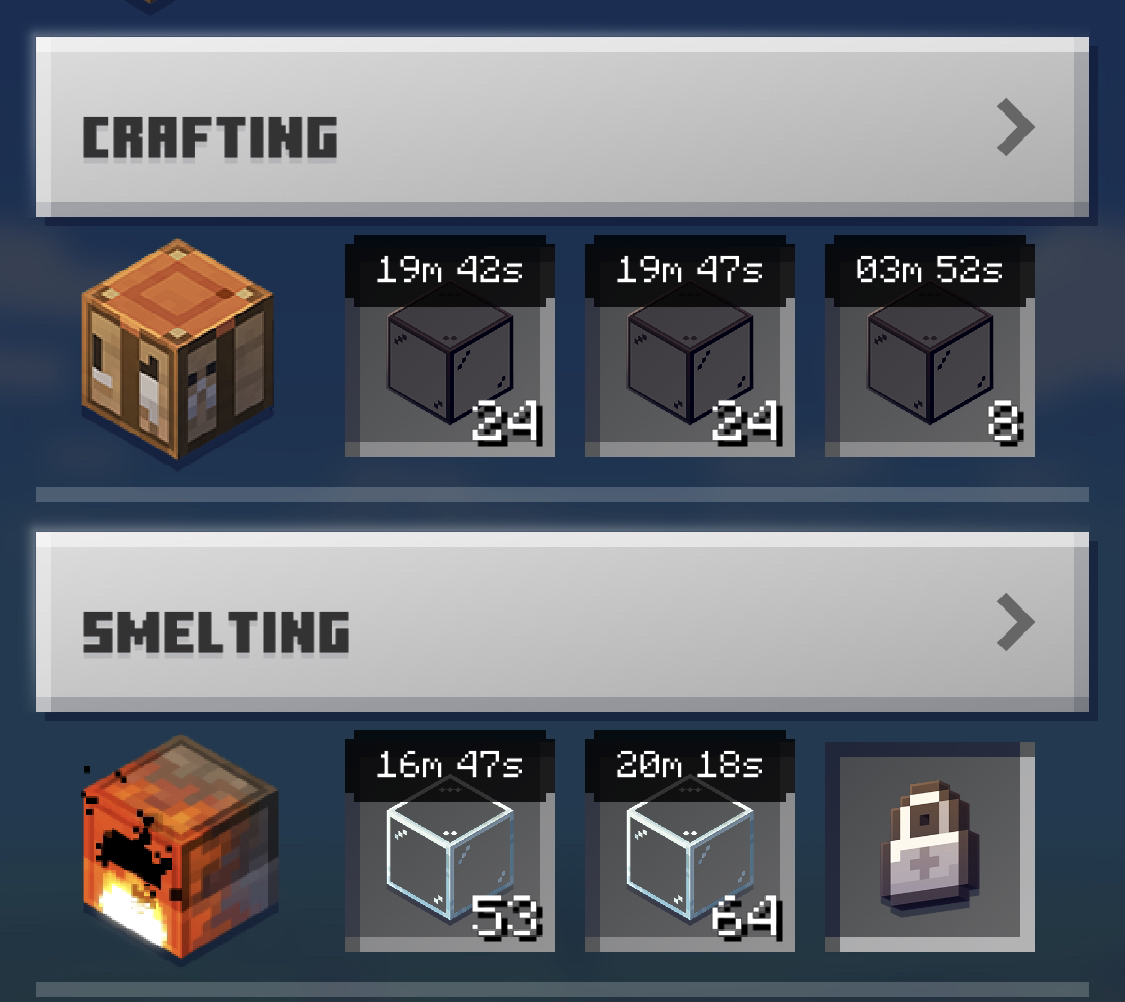 CRAFTING
19m 42s
19m 47s
03m 52s
24
24
8
SMELTING
16m 47s
20m 18s
53
64